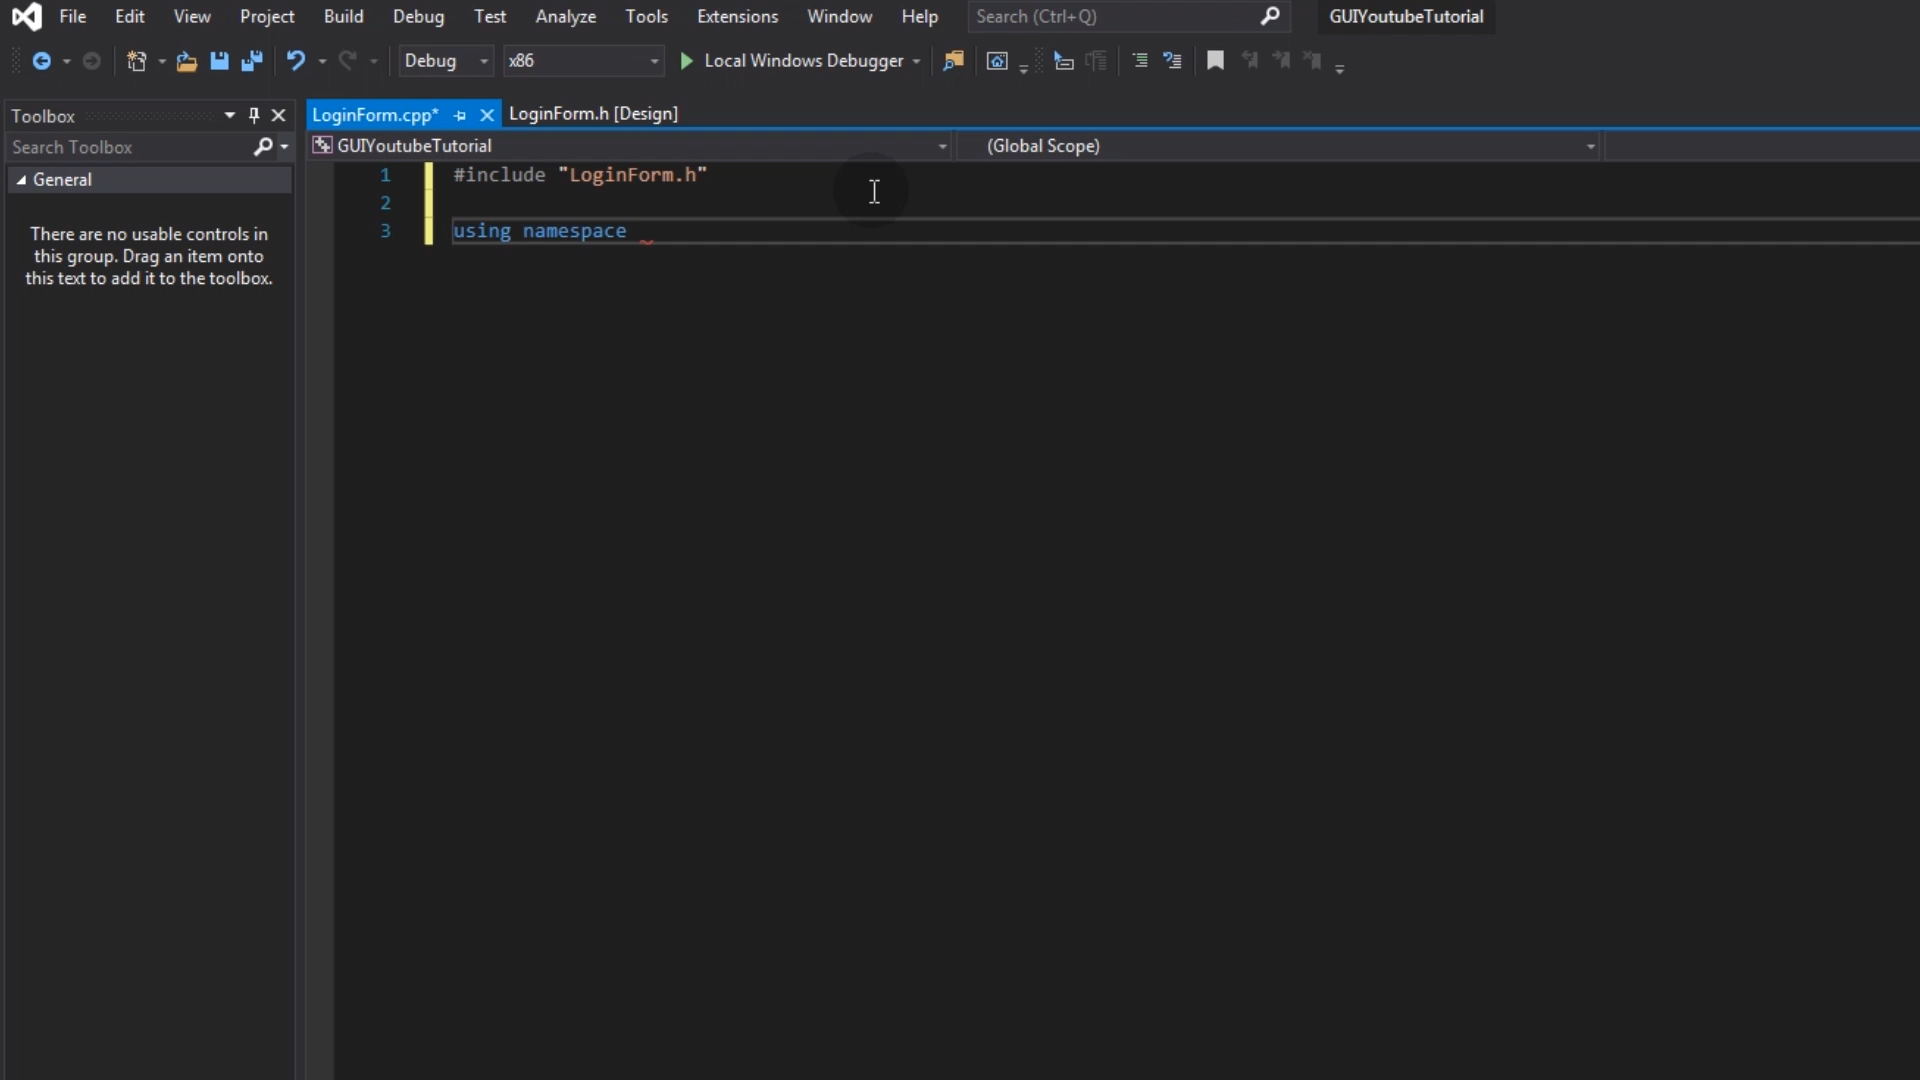 File Edit View Project Build Debug Test Analyze Tools Extensions Window Help Search (Ctrl+Q) GUIYoutubeTutorial
Debug x86 Local Windows Debugger
Toolbox
LoginForm.cpp* LoginForm.h [Design]
Search Toolbox
GUIYoutubeTutorial (Global Scope)
General
1 #include "LoginForm.h"
2
3 using namespace
There are no usable controls in
this group. Drag an item onto
this text to add it to the toolbox.